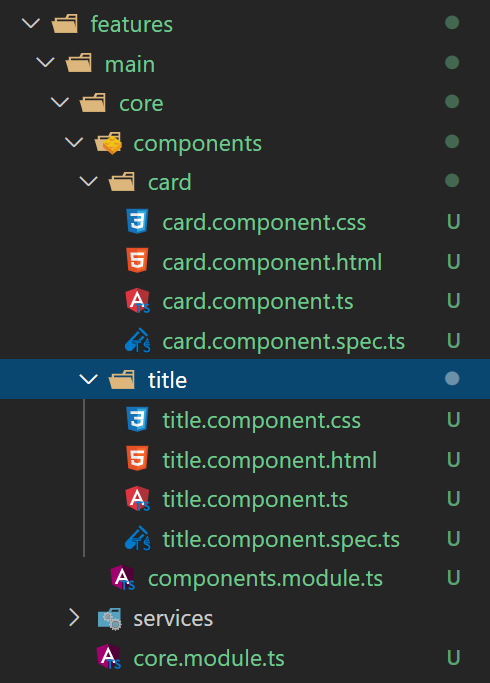 features
main
core
components
card
card.component.css U
card.component.html U
card.component.ts U
card.component.spec.ts U
title
title.component.css U
title.component.html U
title.component.ts U
title.component.spec.ts U
components.module.ts U
services
core.module.ts U